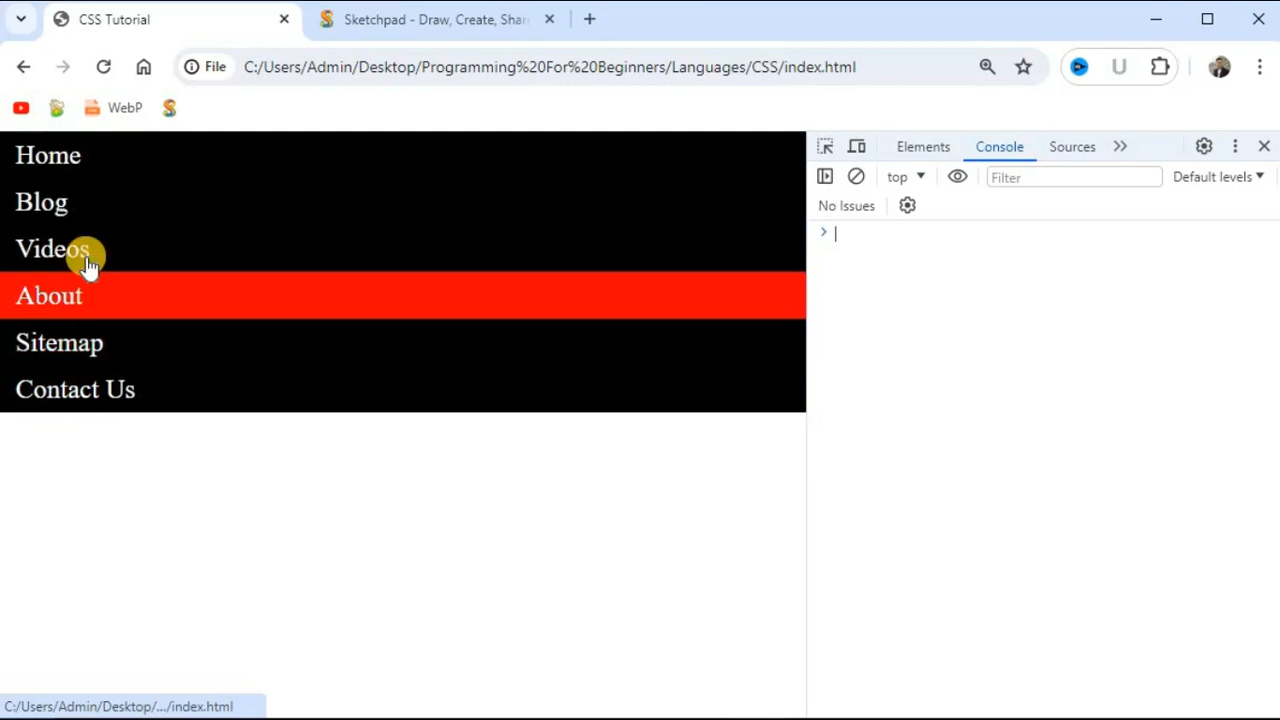 CSS Tutorial
Sketchpad - Draw, Create, Shar
File
C:/Users/Admin/Desktop/Programming%20For%20Beginners/Languages/CSS/index.html
WebP
Home
Blog
Videos
About
Sitemap
Contact Us
Elements Console Sources
top Filter Default levels
No Issues
C:/Users/Admin/Desktop/.../index.html